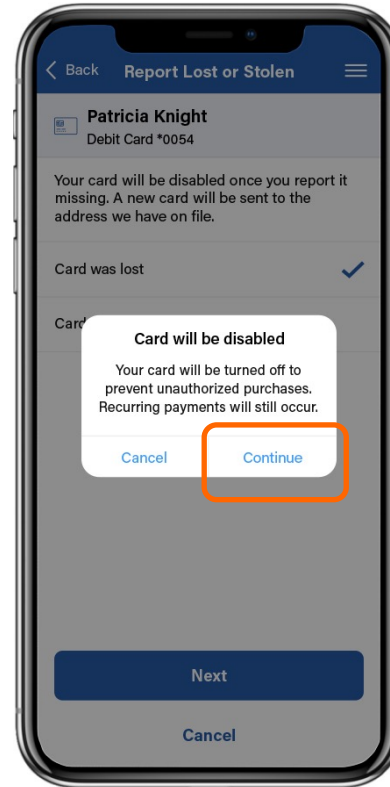 Back Report Lost or Stolen
Patricia Knight
Debit Card *0054
Your card will be disabled once you report it
missing. A new card will be sent to the
address we have on file.
Card was lost
Card
Card will be disabled
Your card will be turned off to
prevent unauthorized purchases.
Recurring payments will still occur.
Cancel Continue
Next
Cancel